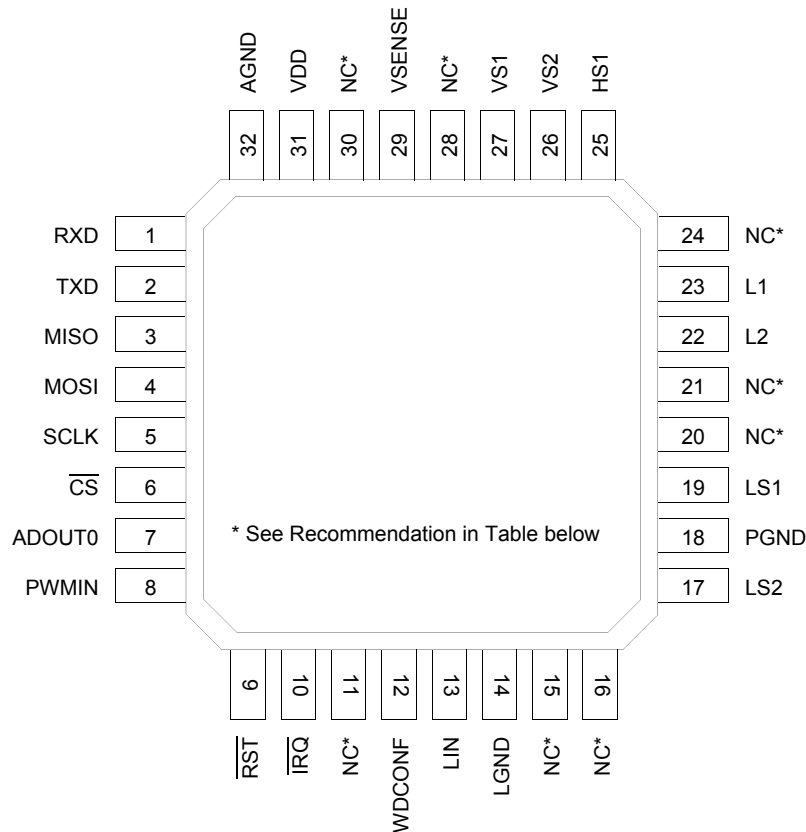 AGND
VDD
NC*
VSENSE
NC*
VS1
VS2
HS1
32
31
30
29
28
27
26
25
RXD 1
24 NC*
TXD 2
23 L1
MISO 3
22 L2
MOSI 4
21 NC*
SCLK 5
20 NC*
C̅S̅ 6
19 LS1
ADOUT0 7
* See Recommendation in Table below
18 PGND
PWMIN 8
17 LS2
9
10
11
12
13
14
15
16
R̅S̅T̅
I̅R̅Q̅
NC*
WDCONF
LIN
LGND
NC*
NC*